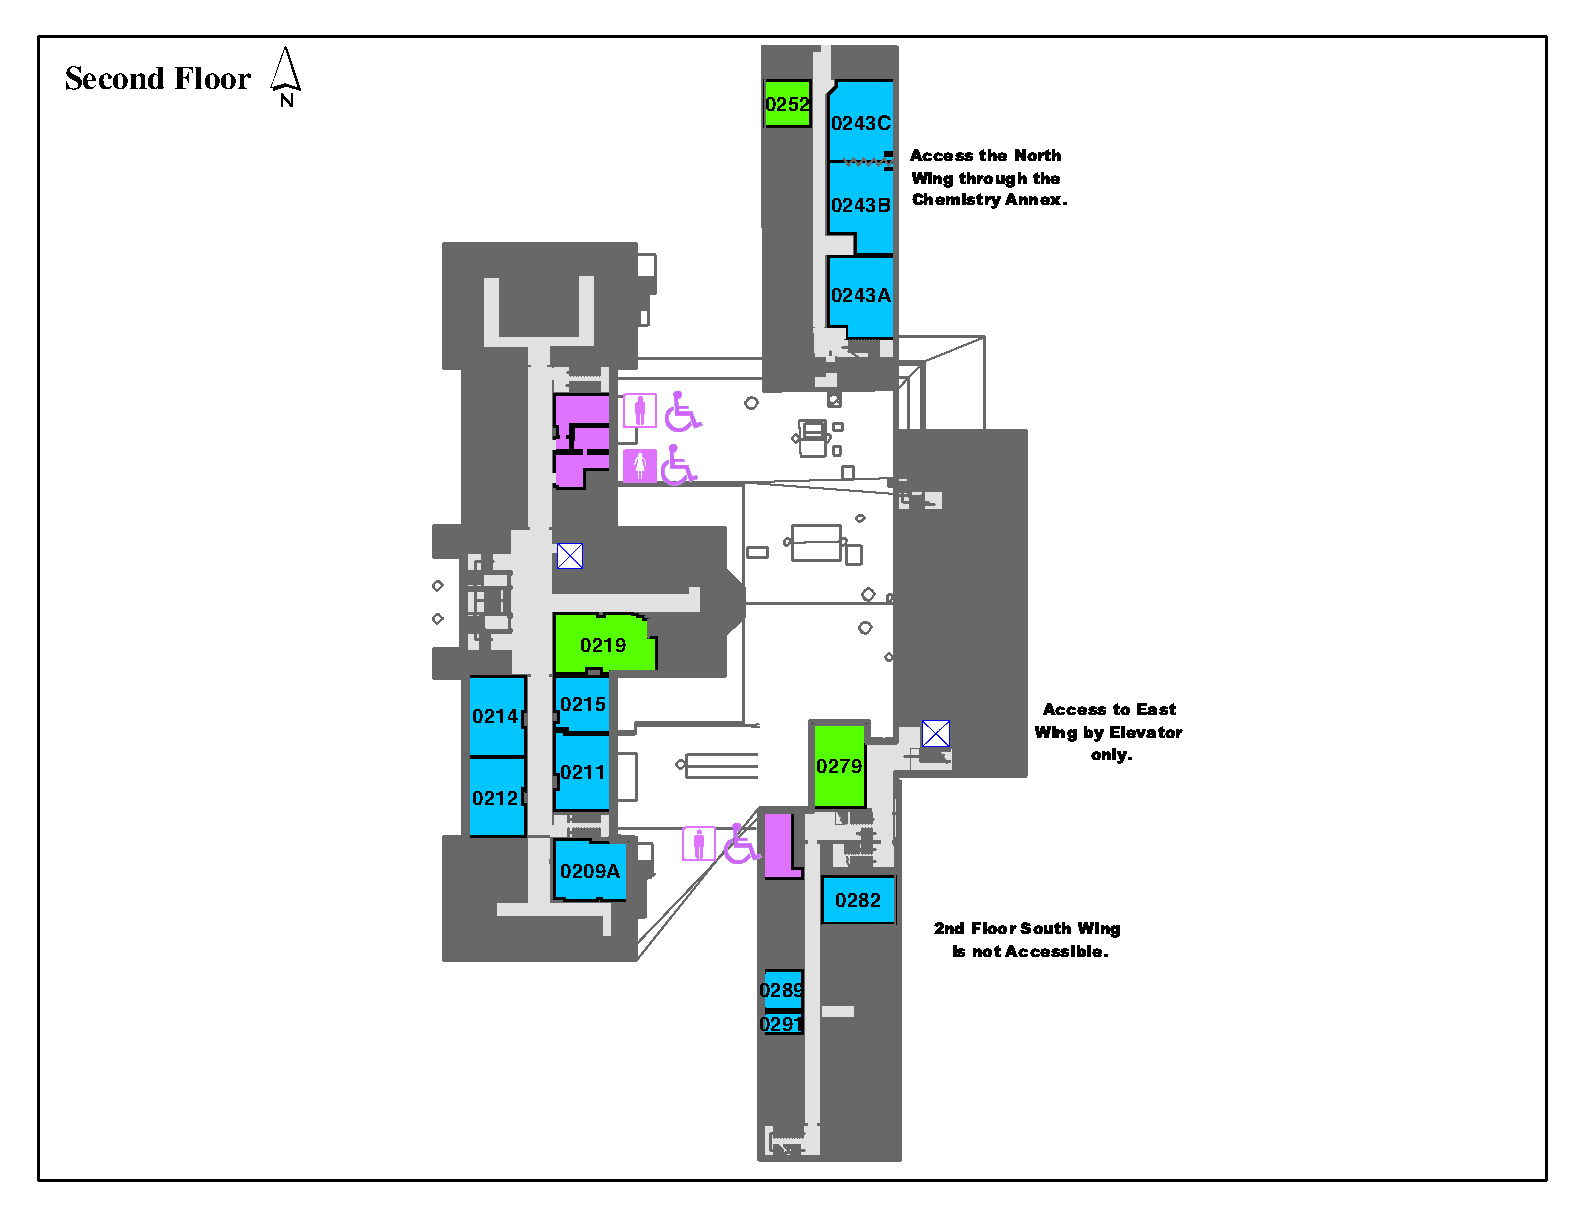 Second Floor
N
0252
0243C
Access the North
Wing through the
Chemistry Annex.
0243B
0243A
0219
0214
0215
0211
0212
0209A
0279
Access to East
Wing by Elevator
only.
0282
2nd Floor South Wing
is not Accessible.
0289
0291